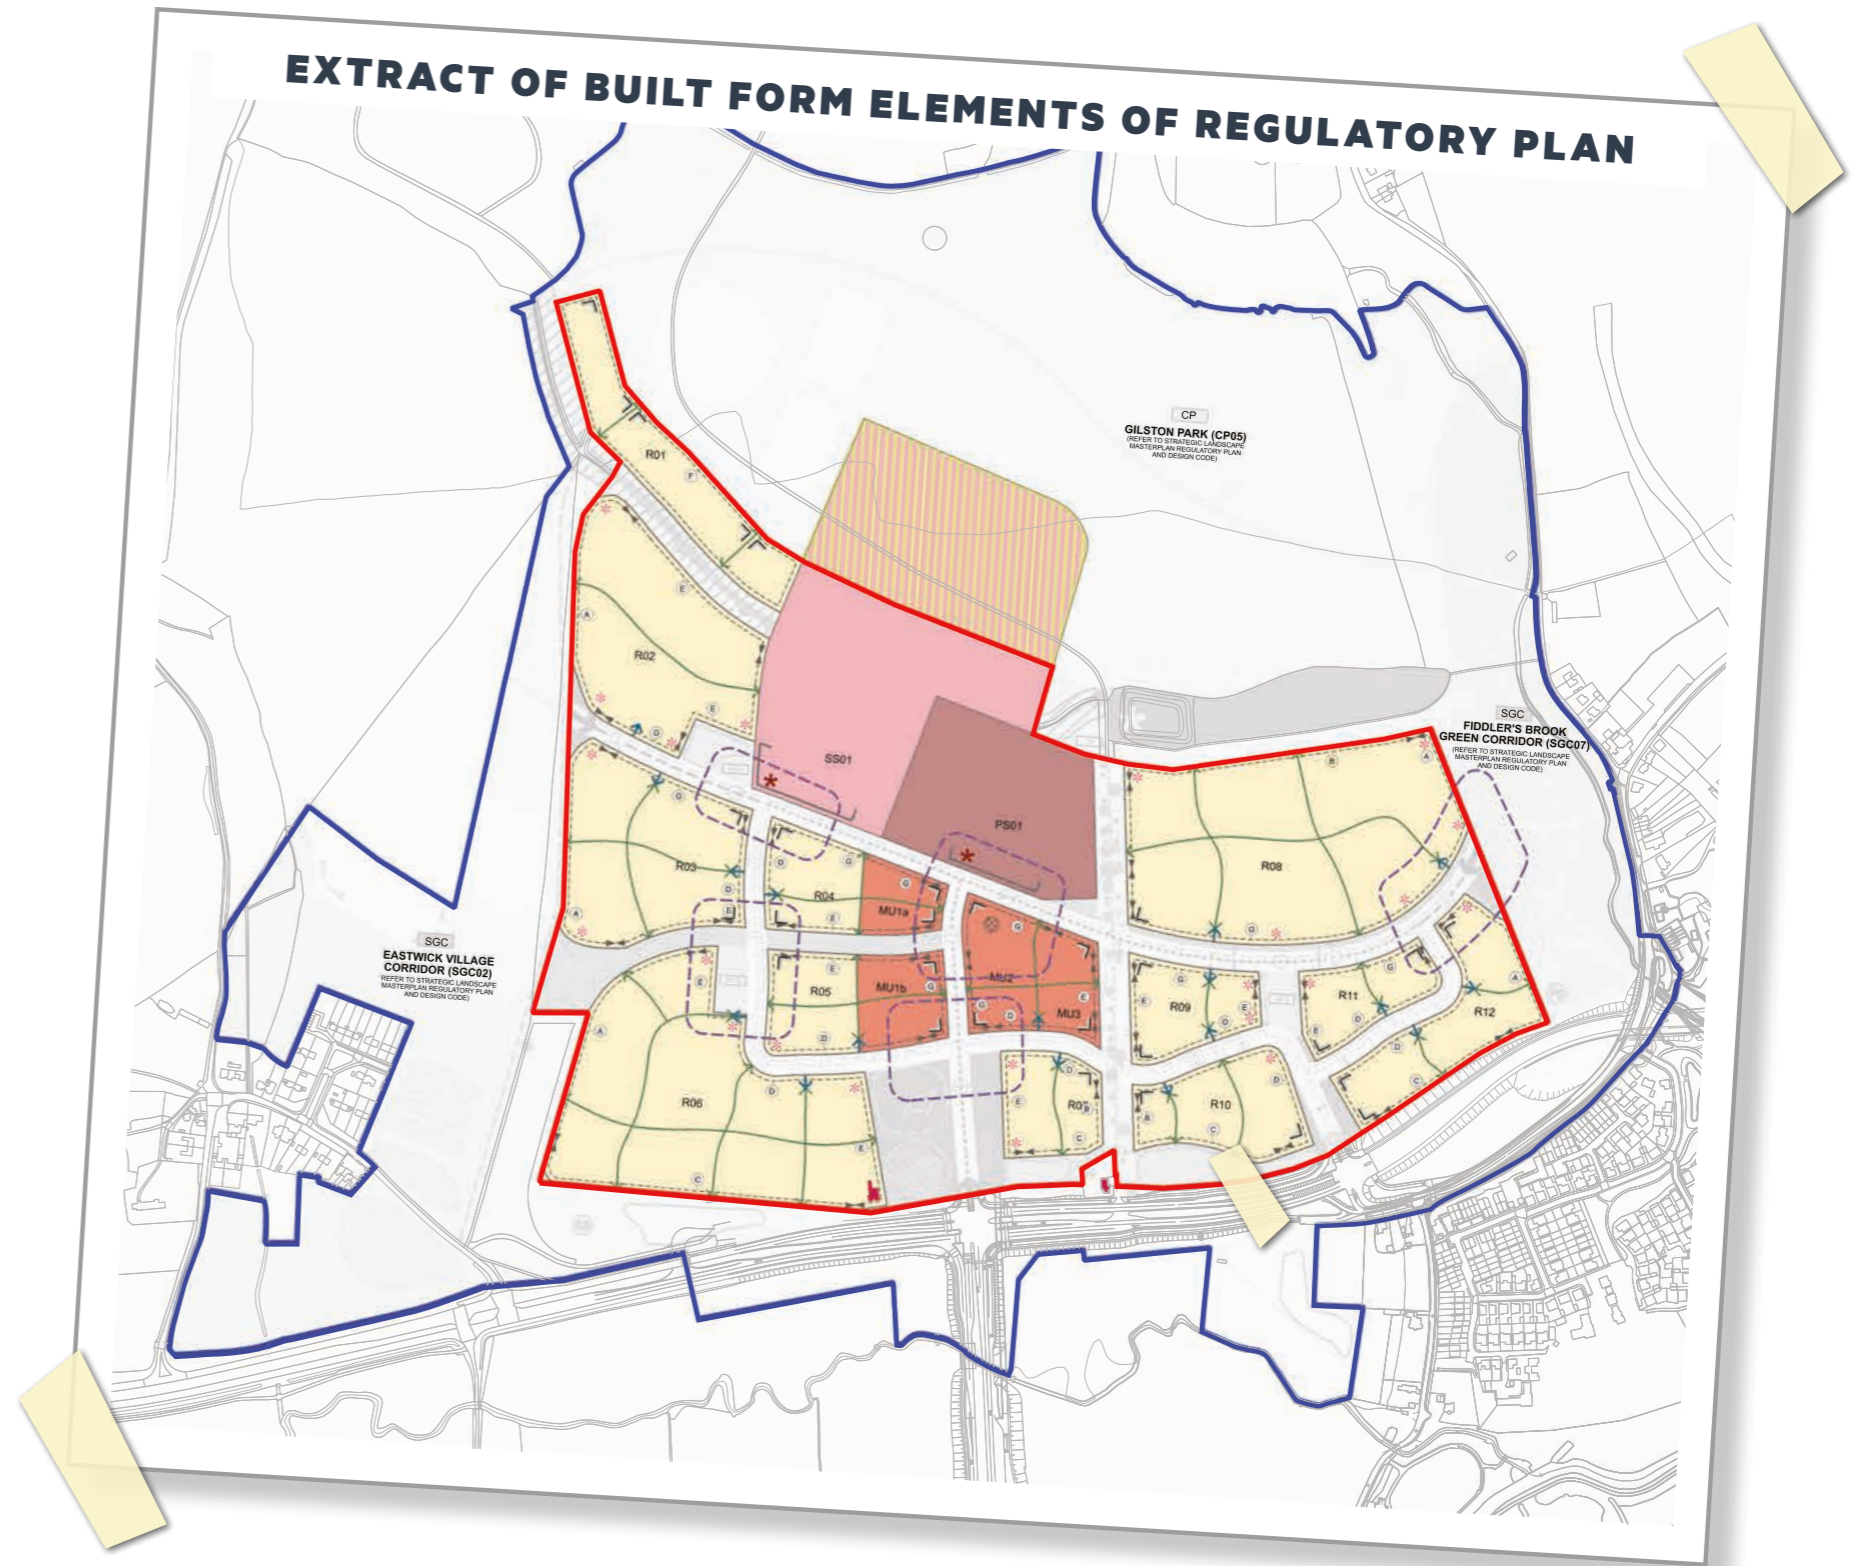 EXTRACT OF BUILT FORM ELEMENTS OF REGULATORY PLAN
CP
GILSTON PARK (CP05)
(REFER TO STRATEGIC LANDSCAPE
MASTERPLAN REGULATORY PLAN
AND DESIGN CODE)
R01
F
E
A
R02
E
D
SGC
FIDDLER'S BROOK
GREEN CORRIDOR (SGC07)
(REFER TO STRATEGIC LANDSCAPE
MASTERPLAN REGULATORY PLAN
AND DESIGN CODE)
SS01
B
A
G
PS01
R03
D
G
R08
D
E
R04
E
G
MU1a
A
G
G
SGC
EASTWICK VILLAGE
CORRIDOR (SGC02)
(REFER TO STRATEGIC LANDSCAPE
MASTERPLAN REGULATORY PLAN
AND DESIGN CODE)
E
E
R05
MU1b
G
MU2
E
G
R09
E
E
G
R11
A
R12
A
D
G
D
MU3
D
D
E
D
C
R06
D
D
E
B
R10
D
C
B
C
E
C